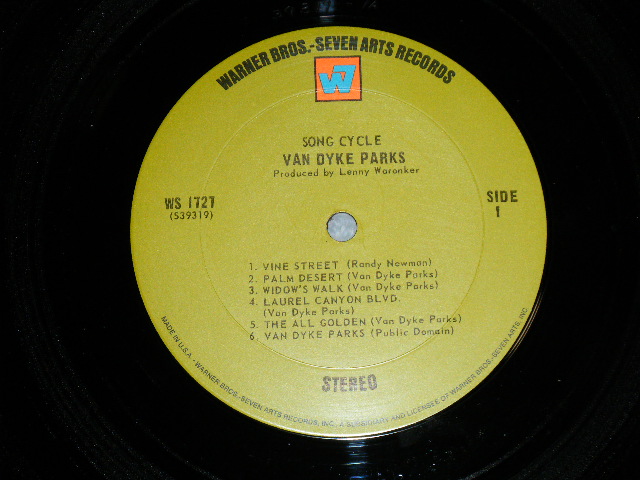 WARNER BROS.-SEVEN ARTS RECORDS
W7
SONG CYCLE
VAN DYKE PARKS
Produced by Lenny Waronker
WS 1727
(S39319)
SIDE
1
1. VINE STREET (Randy Newman)
2. PALM DESERT (Van Dyke Parks)
3. WIDOW'S WALK (Van Dyke Parks)
4. LAUREL CANYON BLVD.
(Van Dyke Parks)
5. THE ALL GOLDEN (Van Dyke Parks)
6. VAN DYKE PARKS (Public Domain)
STEREO
MADE IN U.S.A. - WARNER BROS.-SEVEN ARTS RECORDS, INC., A SUBSIDIARY AND LICENSEE OF WARNER BROS.-SEVEN ARTS, INC.